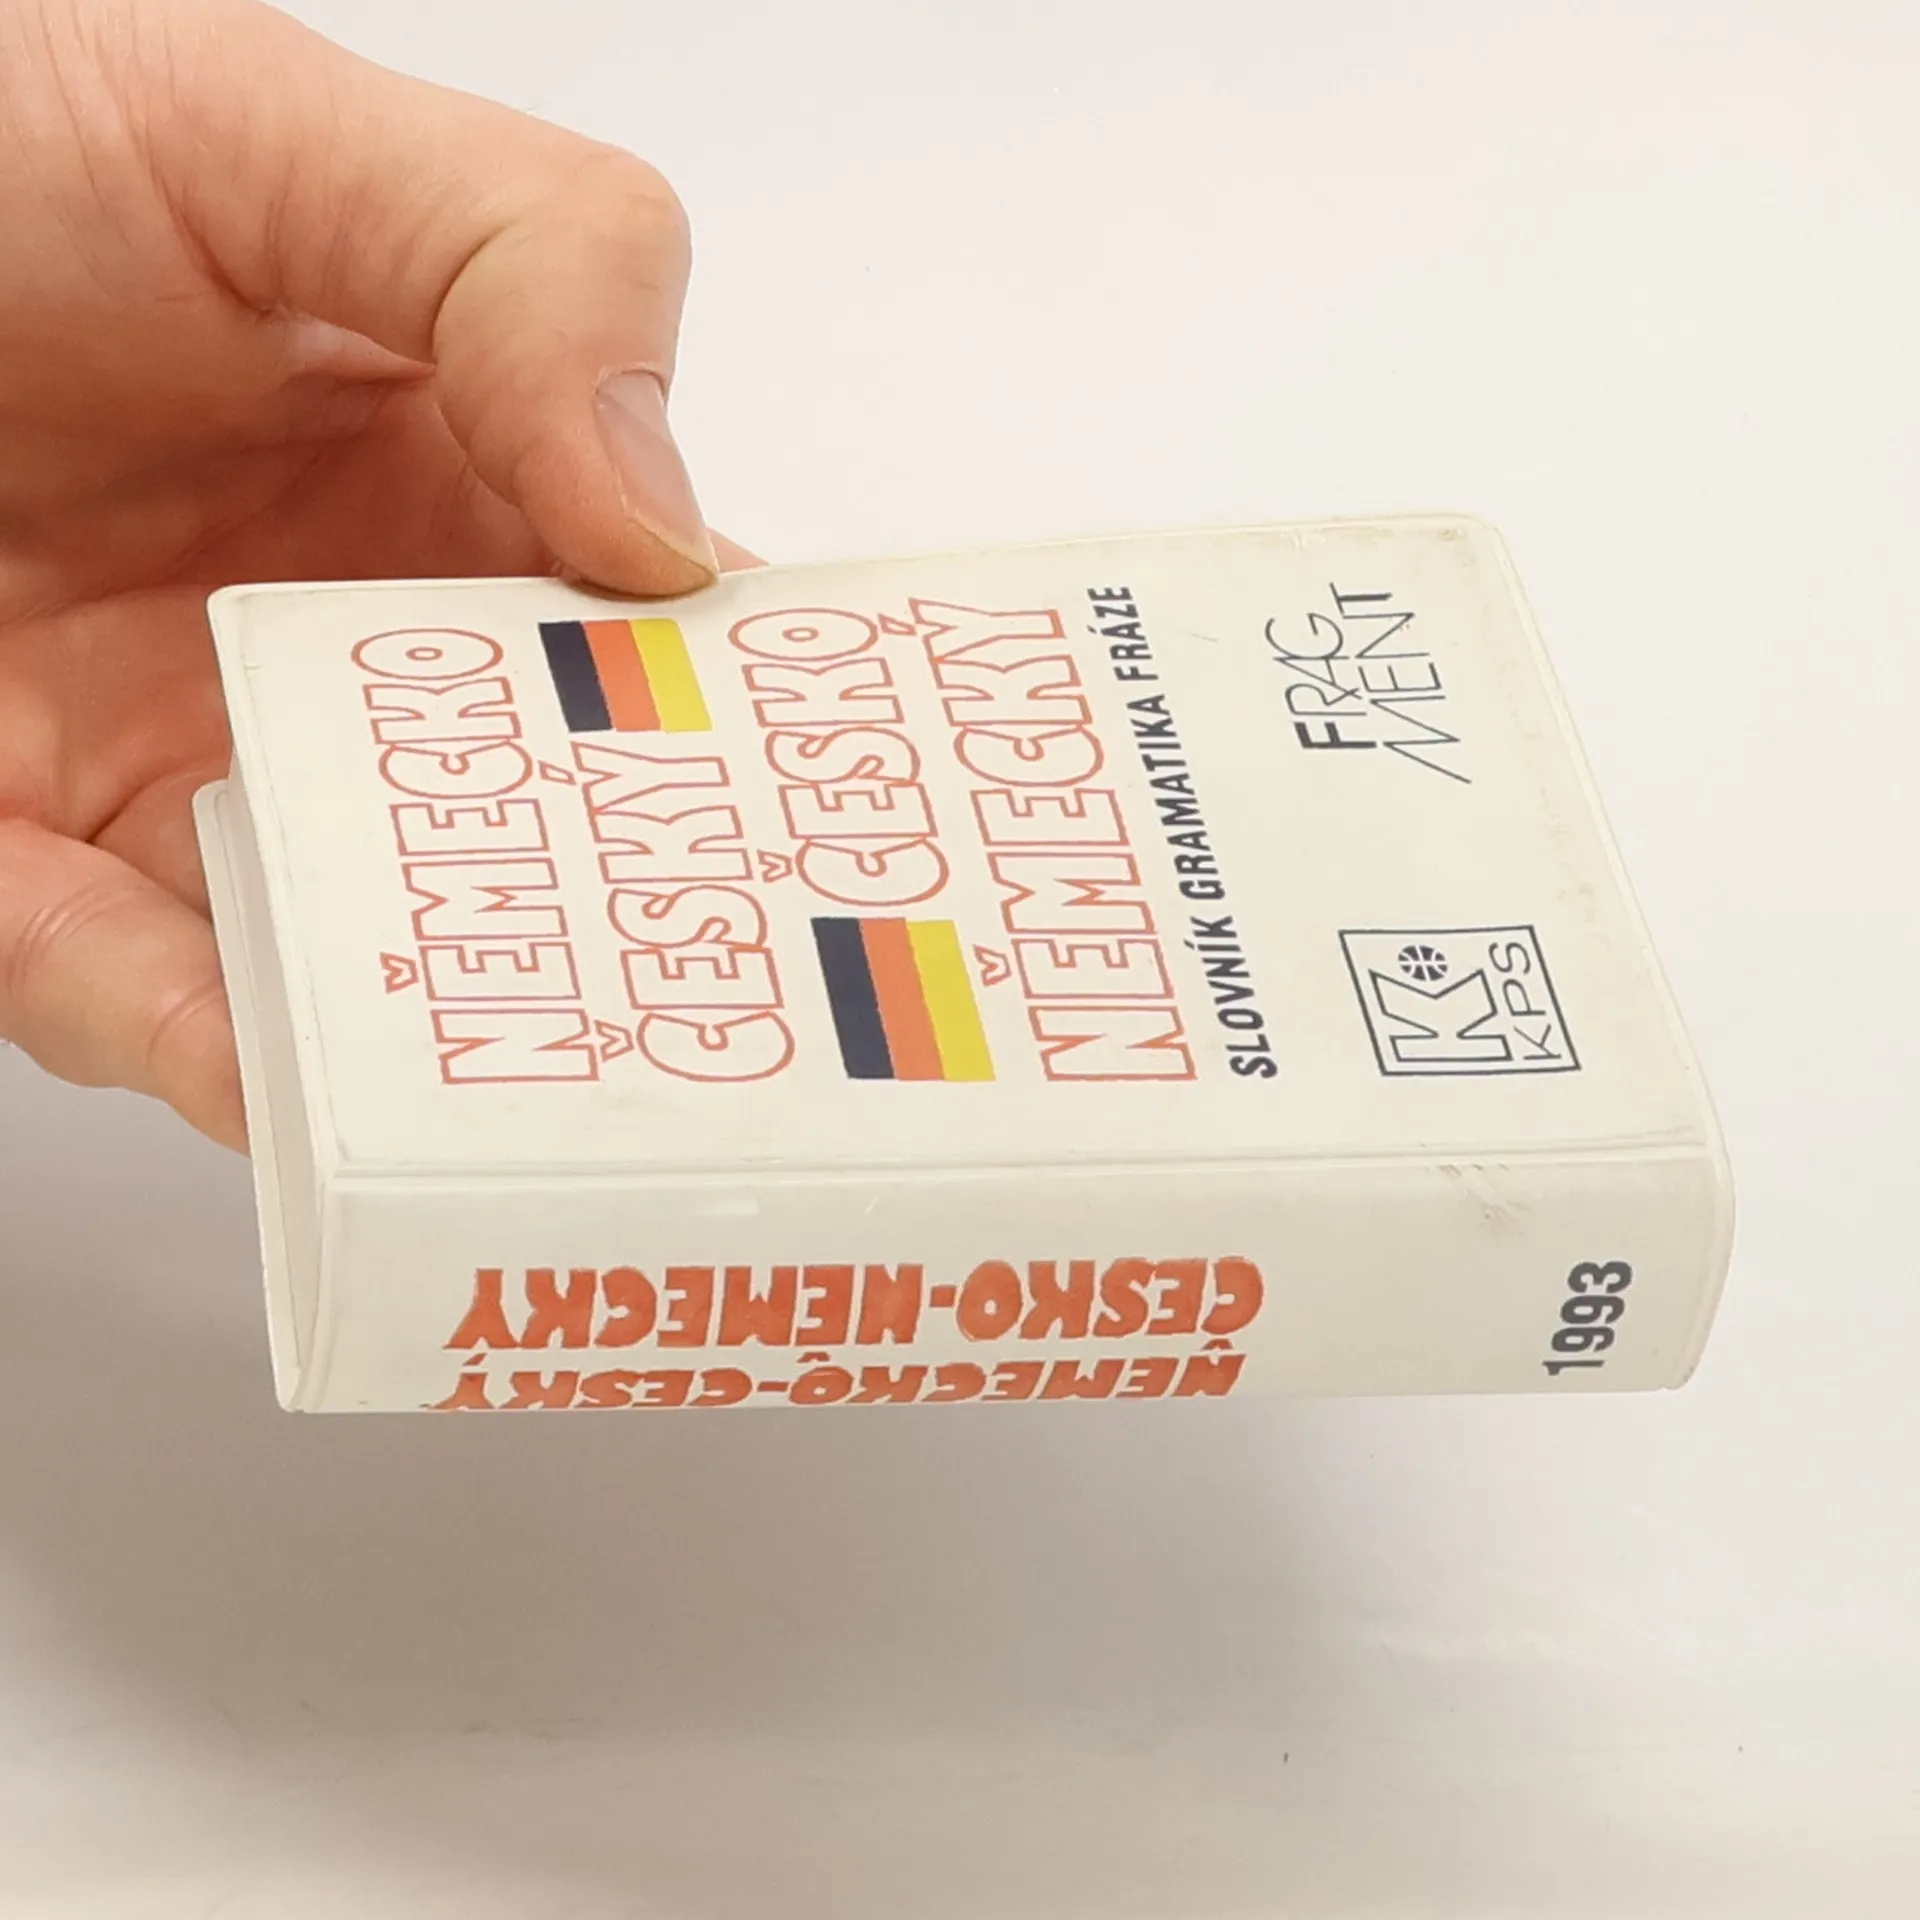 NĚMECKO
ČESKÝ
ČESKO
NĚMECKÝ
SLOVNÍK GRAMATIKA FRÁZE
FRAG
MENT
K
KPS
NĚMECKO-ČESKÝ
ČESKO-NĚMECKÝ
1993